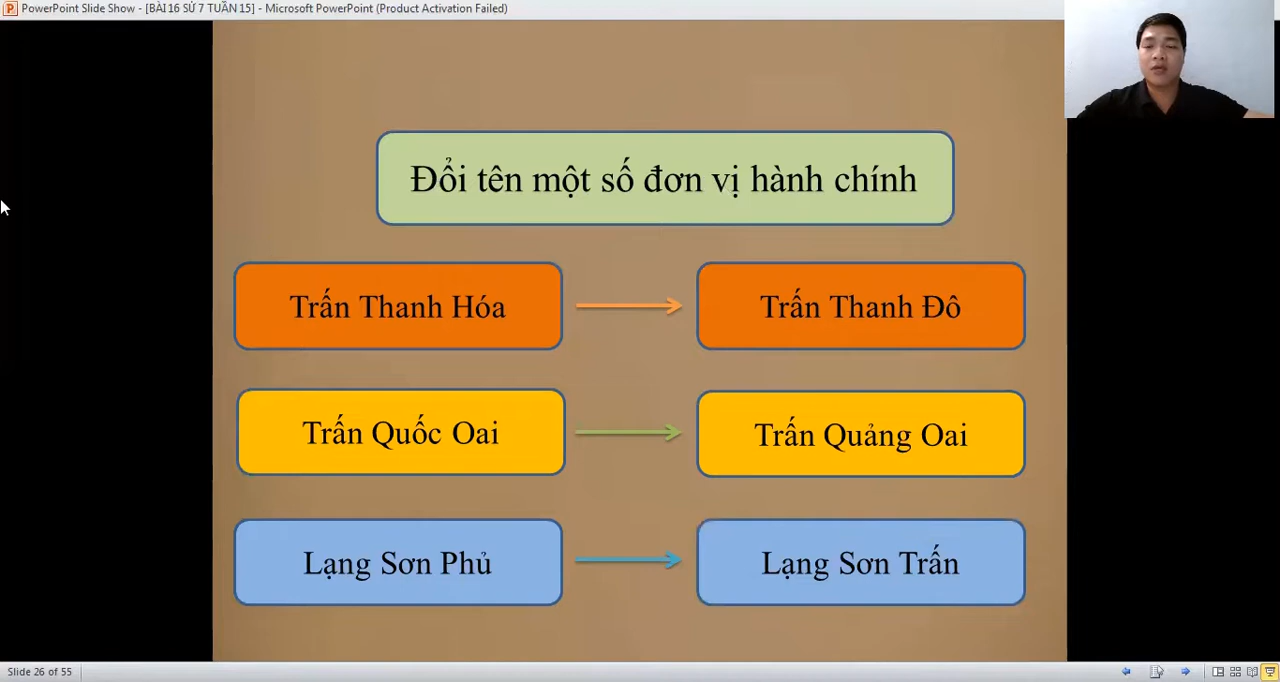 PowerPoint Slide Show - [BÀI 16 SỬ 7 TUẦN 15] - Microsoft PowerPoint (Product Activation Failed)
Đổi tên một số đơn vị hành chính
Trấn Thanh Hóa
Trấn Thanh Đô
Trấn Quốc Oai
Trấn Quảng Oai
Lạng Sơn Phủ
Lạng Sơn Trấn
Slide 26 of 55